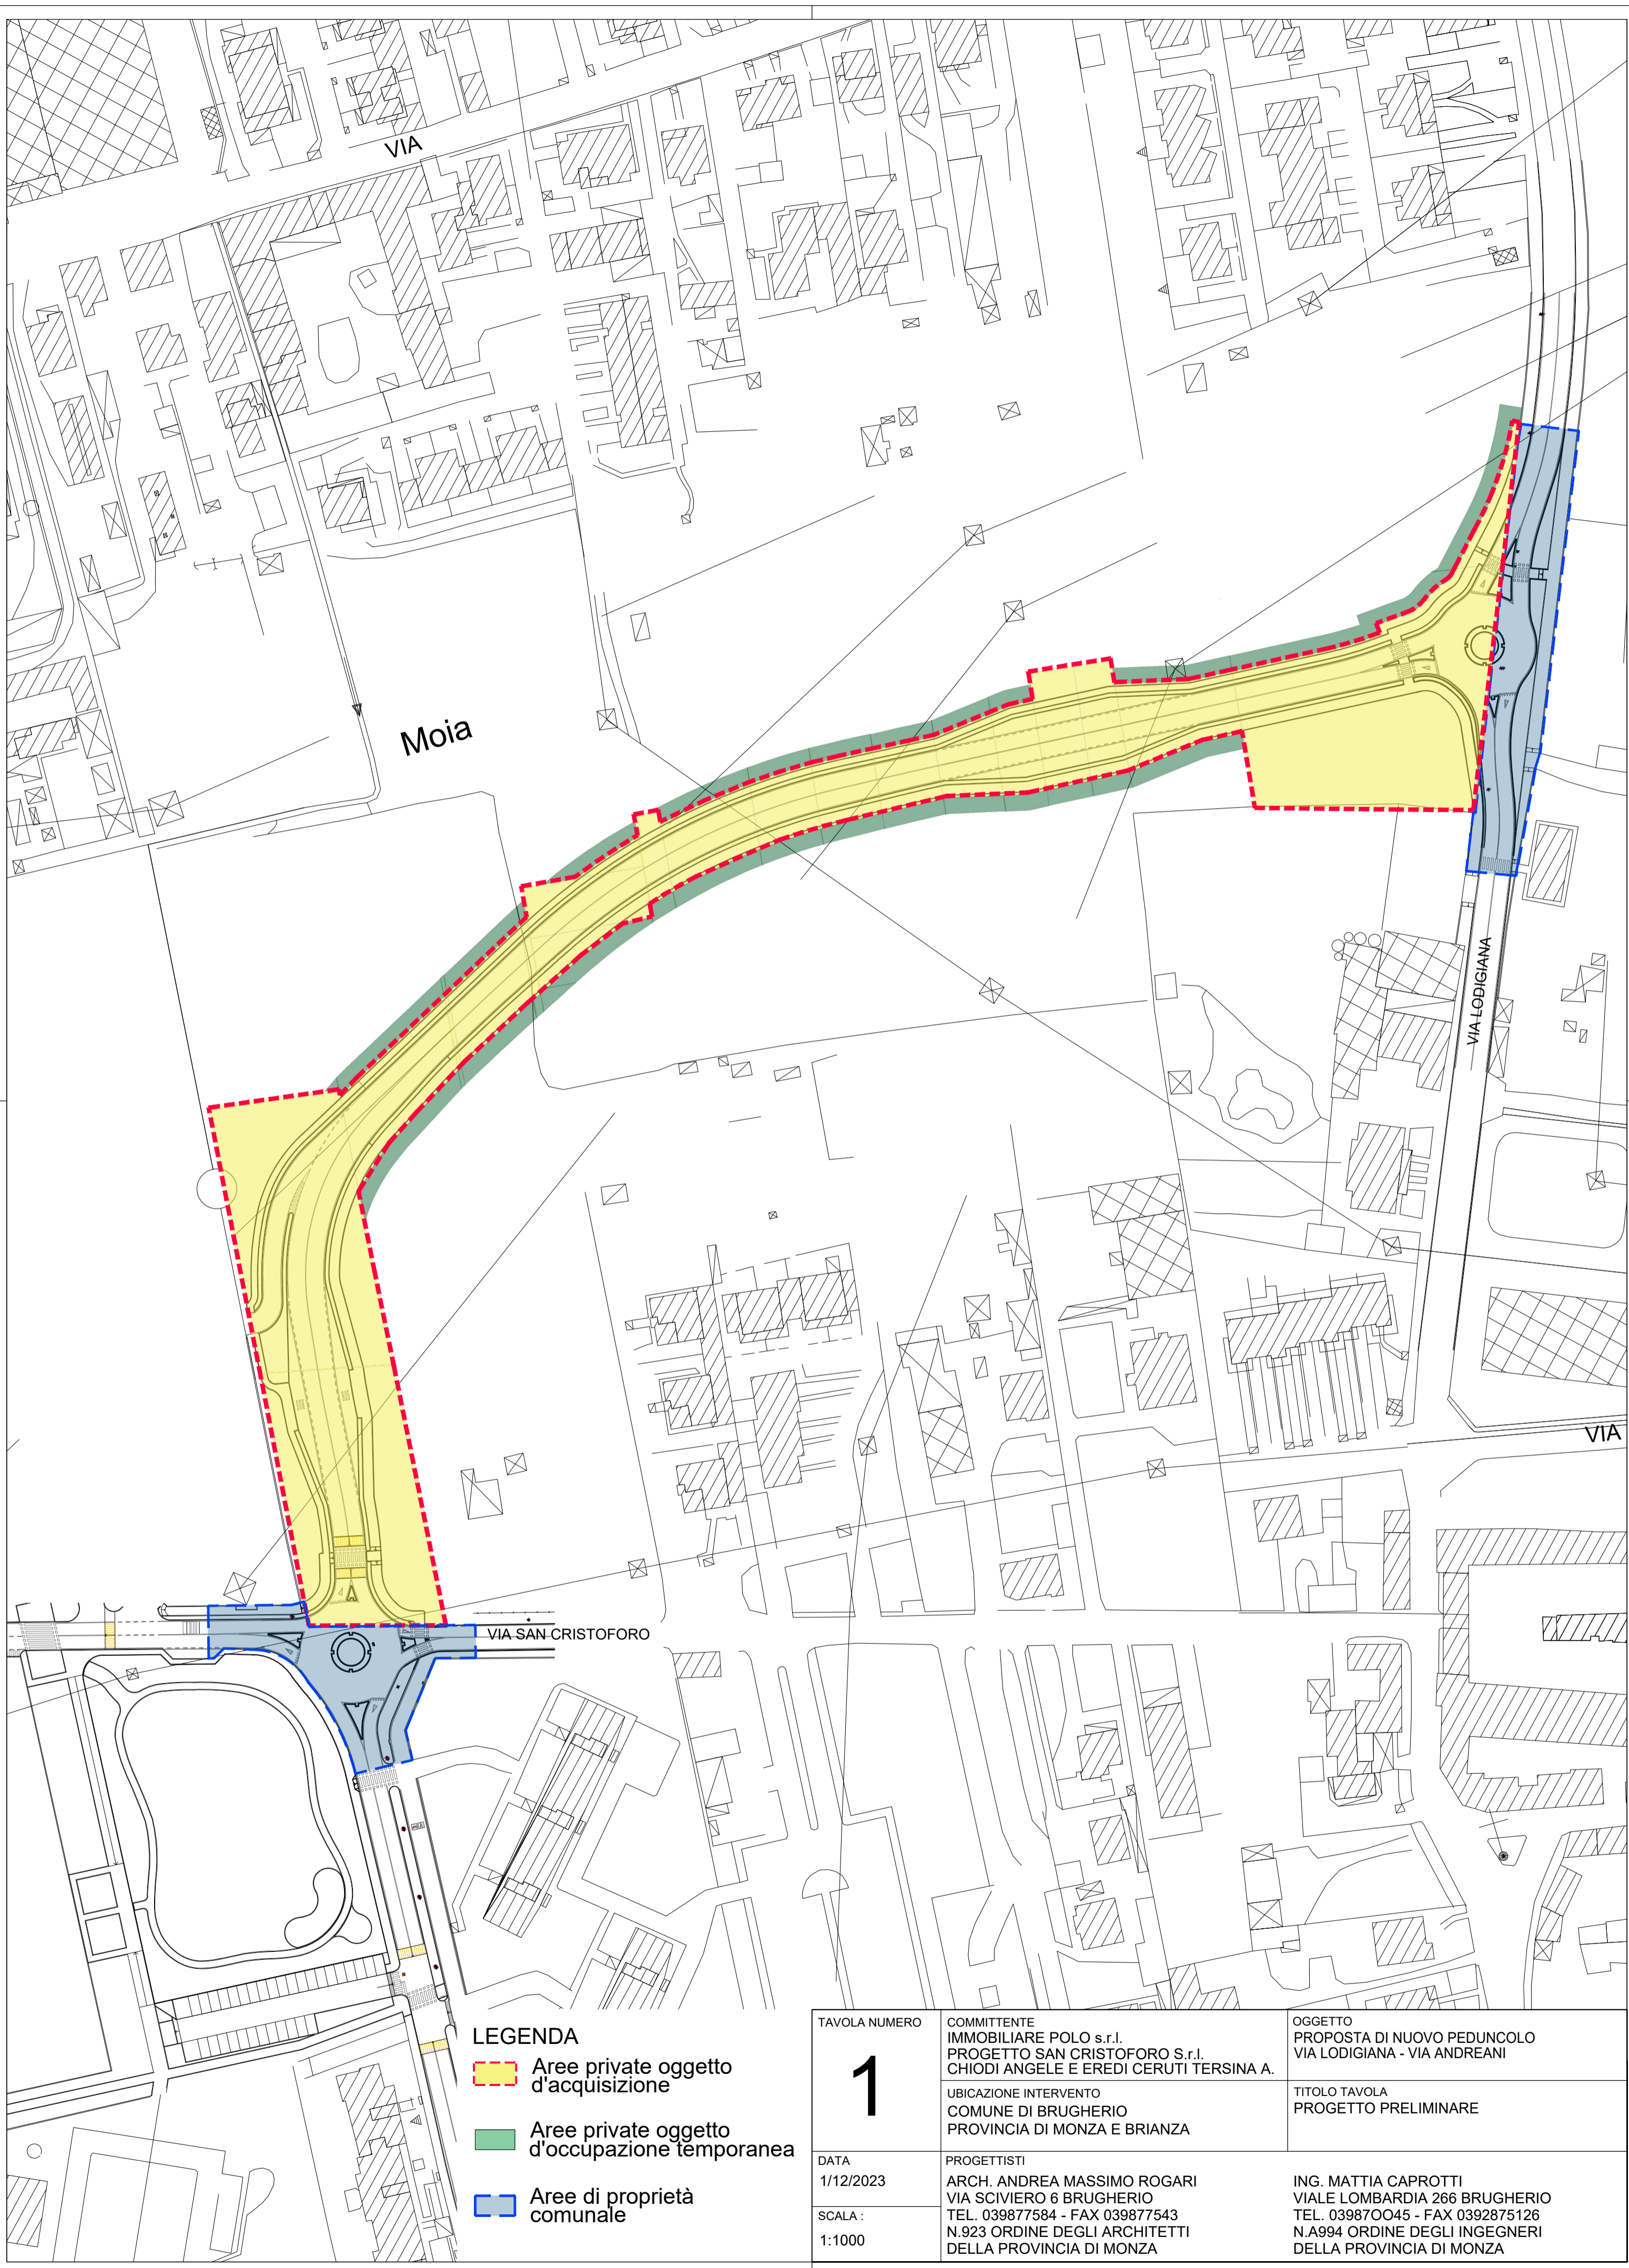 VIA
Moia
VIA LODIGIANA
VIA
VIA SAN CRISTOFORO
LEGENDA
Aree private oggetto
d'acquisizione
Aree private oggetto
d'occupazione temporanea
Aree di proprietà
comunale
TAVOLA NUMERO
1
COMMITTENTE
IMMOBILIARE POLO s.r.l.
PROGETTO SAN CRISTOFORO S.r.l.
CHIODI ANGELE E EREDI CERUTI TERSINA A.
OGGETTO
PROPOSTA DI NUOVO PEDUNCOLO
VIA LODIGIANA - VIA ANDREANI
UBICAZIONE INTERVENTO
COMUNE DI BRUGHERIO
PROVINCIA DI MONZA E BRIANZA
TITOLO TAVOLA
PROGETTO PRELIMINARE
DATA
1/12/2023
SCALA :
1:1000
PROGETTISTI
ARCH. ANDREA MASSIMO ROGARI
VIA SCIVIERO 6 BRUGHERIO
TEL. 039877584 - FAX 039877543
N.923 ORDINE DEGLI ARCHITETTI
DELLA PROVINCIA DI MONZA
ING. MATTIA CAPROTTI
VIALE LOMBARDIA 266 BRUGHERIO
TEL. 03987OO45 - FAX 0392875126
N.A994 ORDINE DEGLI INGEGNERI
DELLA PROVINCIA DI MONZA